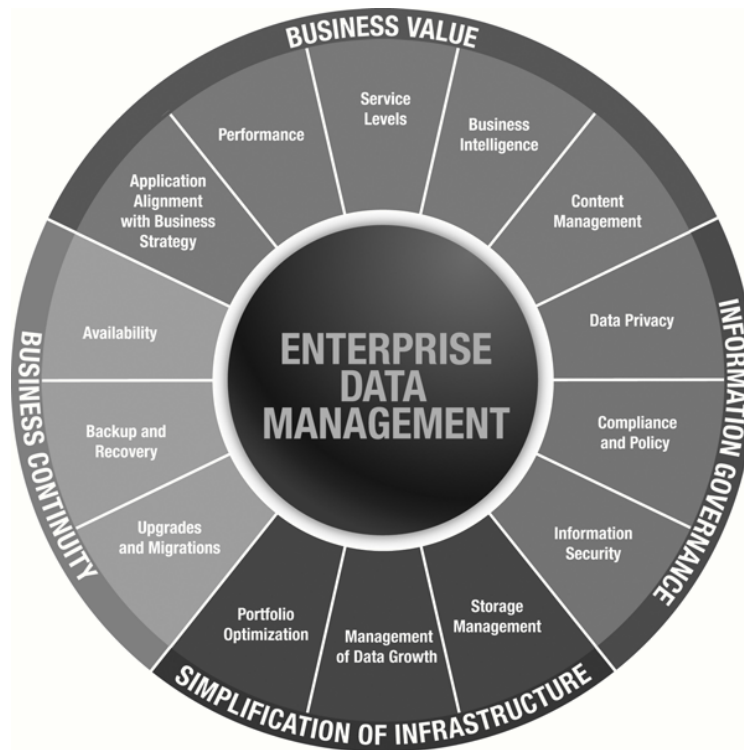 BUSINESS VALUE
Application
Alignment
with Business
Strategy
Performance
Service
Levels
Business
Intelligence
Content
Management
INFORMATION GOVERNANCE
Data Privacy
Compliance
and Policy
Information
Security
SIMPLIFICATION OF INFRASTRUCTURE
Storage
Management
Management
of Data Growth
Portfolio
Optimization
BUSINESS CONTINUITY
Upgrades
and Migrations
Backup and
Recovery
Availability
ENTERPRISE
DATA
MANAGEMENT